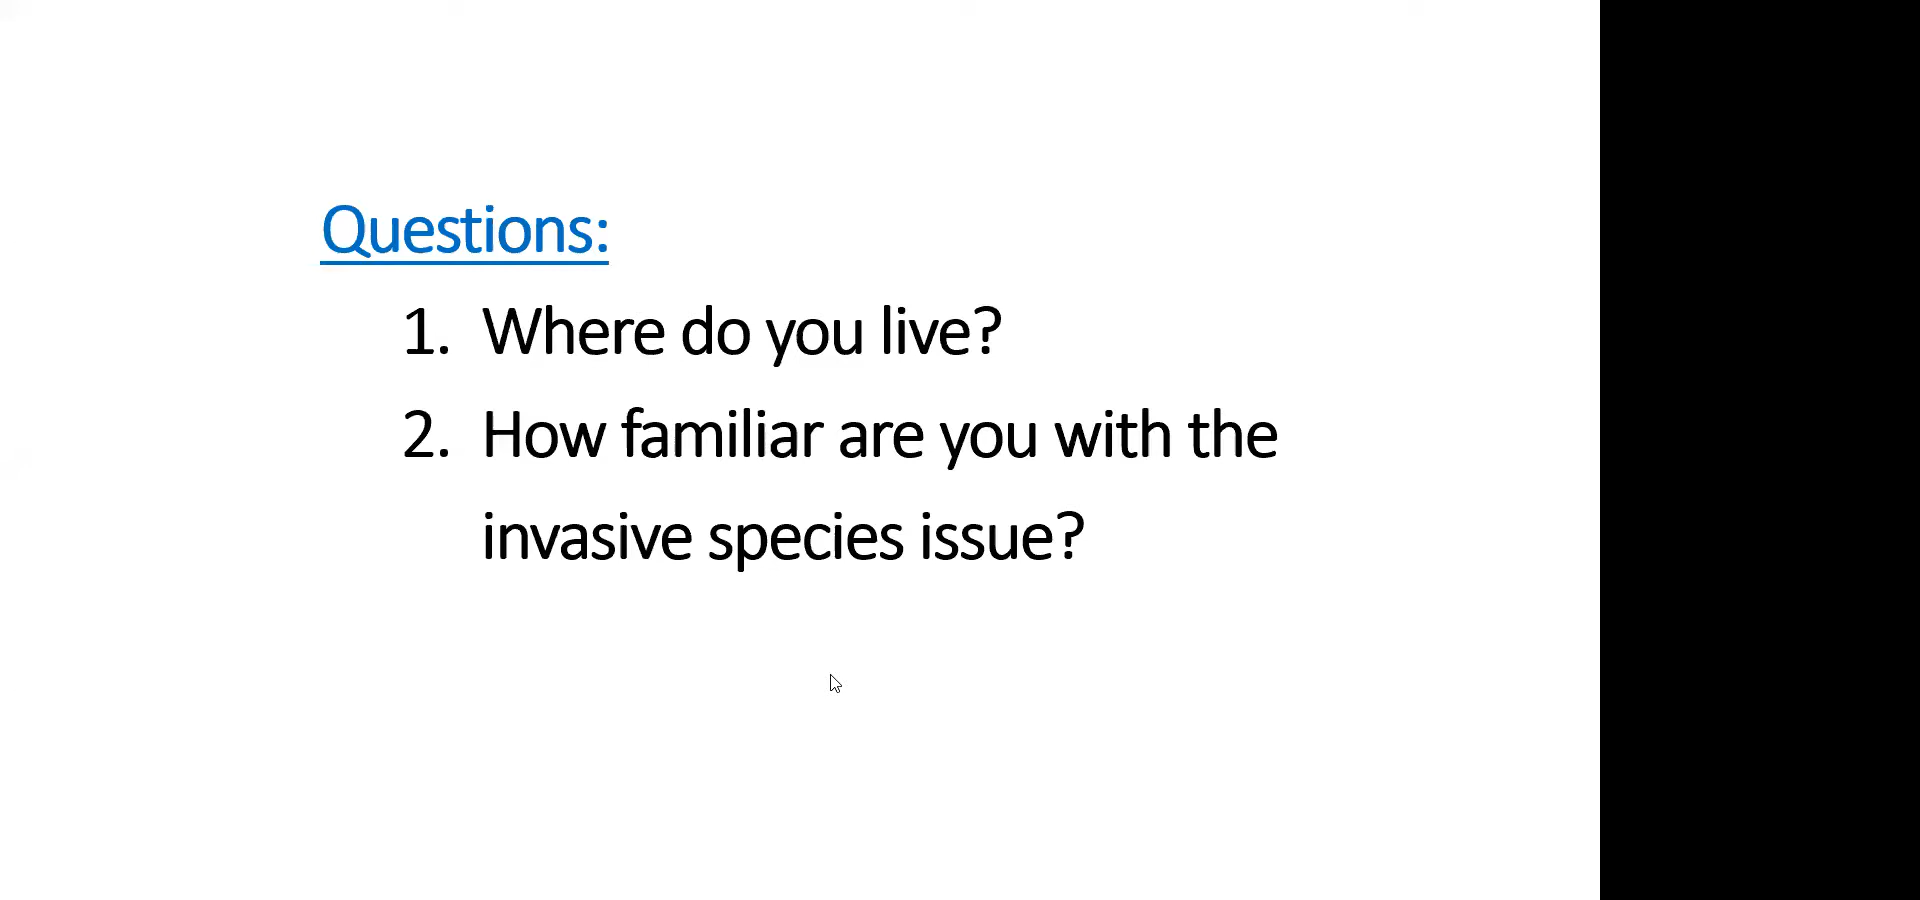 Questions:
1. Where do you live?
2. How familiar are you with the
invasive species issue?